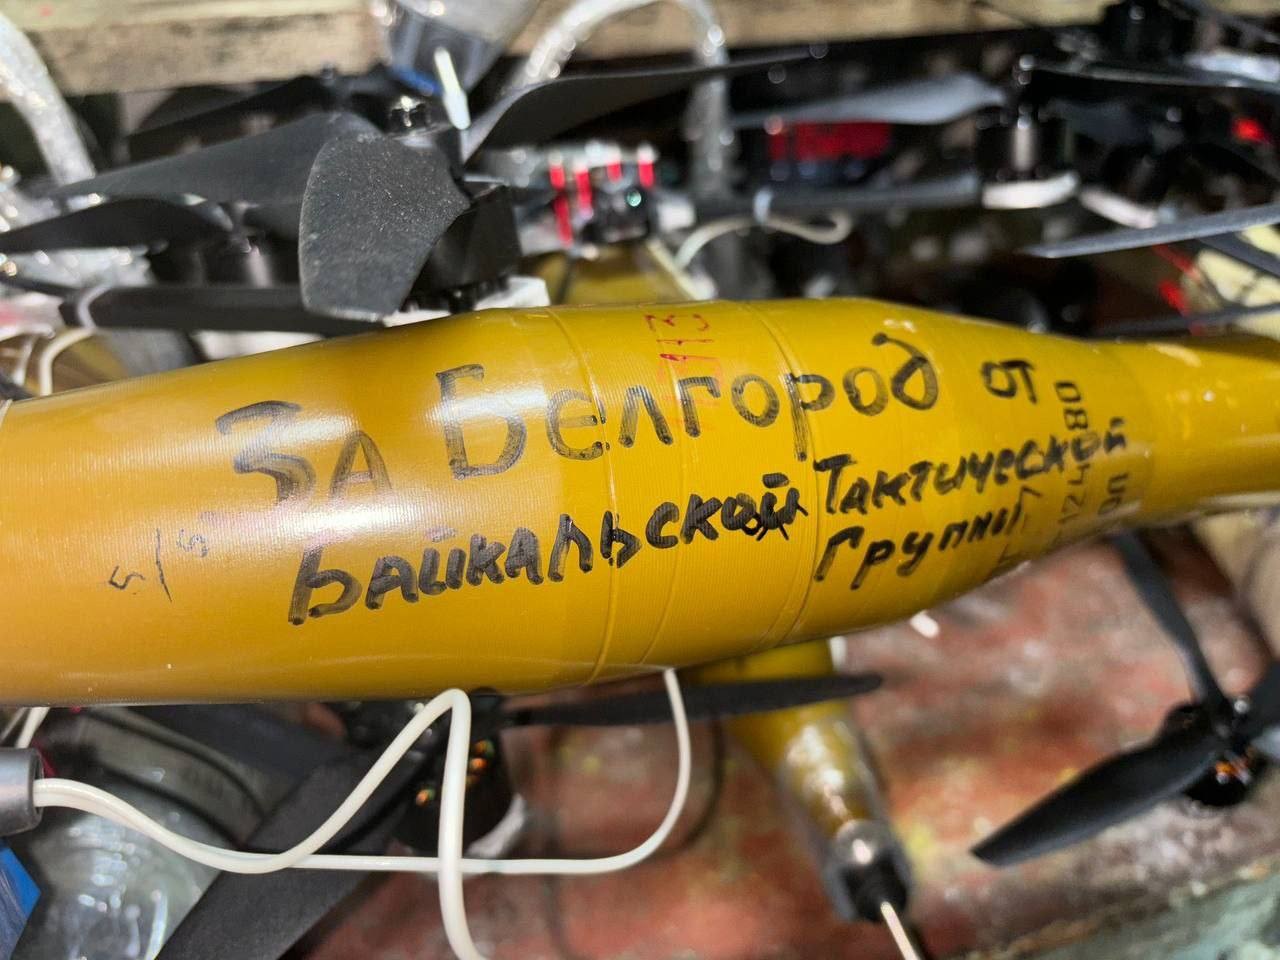 За Белгород от
Байкальской Тактической
Группы